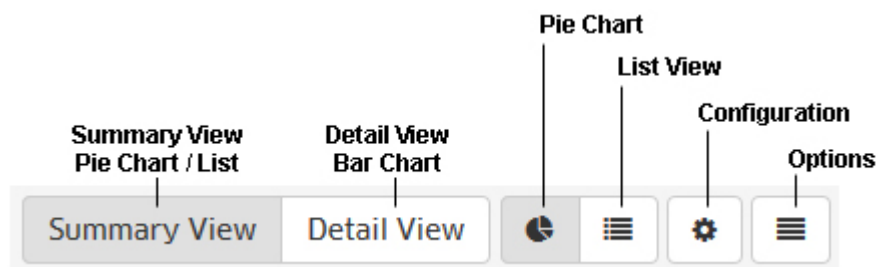 Pie Chart
List View
Configuration
Summary View
Pie Chart / List
Detail View
Bar Chart
Options
Summary View
Detail View